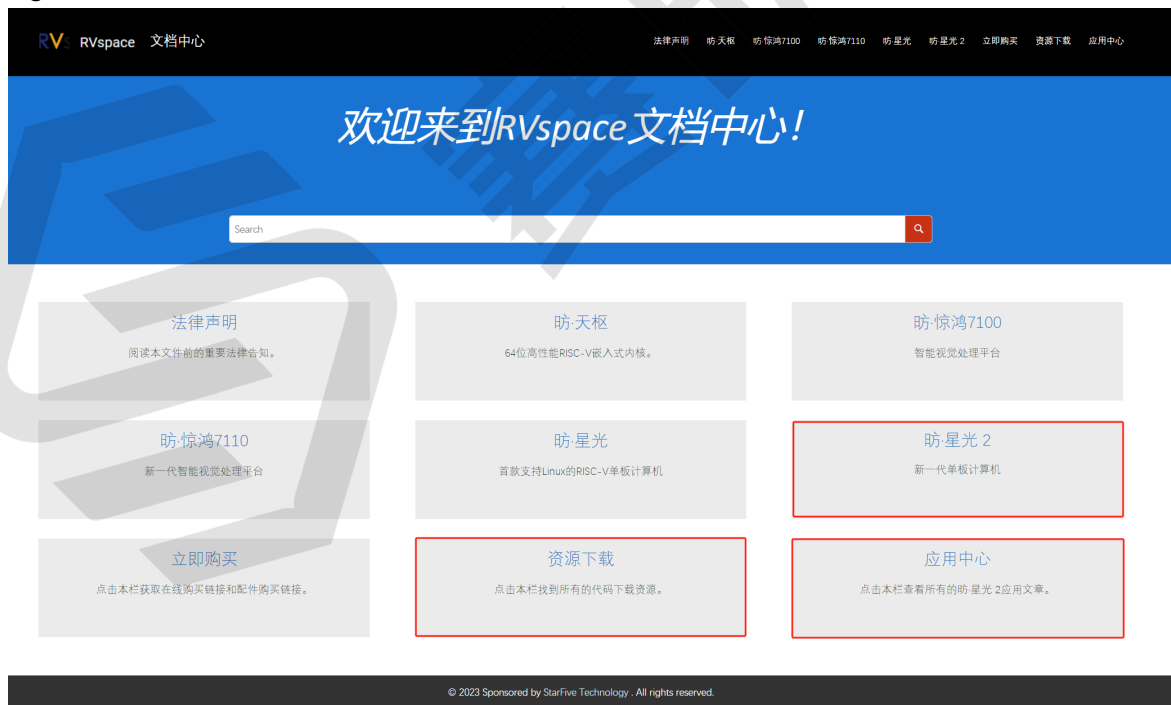 RVspace 文档中心
法律声明 昉·天枢 昉·惊鸿7100 昉·惊鸿7110 昉·星光 昉·星光 2 立即购买 资源下载 应用中心
欢迎来到RVspace文档中心!
Search
法律声明
阅读本文件前的重要法律告知。
昉·天枢
64位高性能RISC-V嵌入式内核。
昉·惊鸿7100
智能视觉处理平台
昉·惊鸿7110
新一代智能视觉处理平台
昉·星光
首款支持Linux的RISC-V单板计算机
昉·星光 2
新一代单板计算机
立即购买
点击本栏获取在线购买链接和配件购买链接。
资源下载
点击本栏找到所有的代码下载资源。
应用中心
点击本栏查看所有的昉·星光 2应用文章。
© 2023 Sponsored by StarFive Technology . All rights reserved.